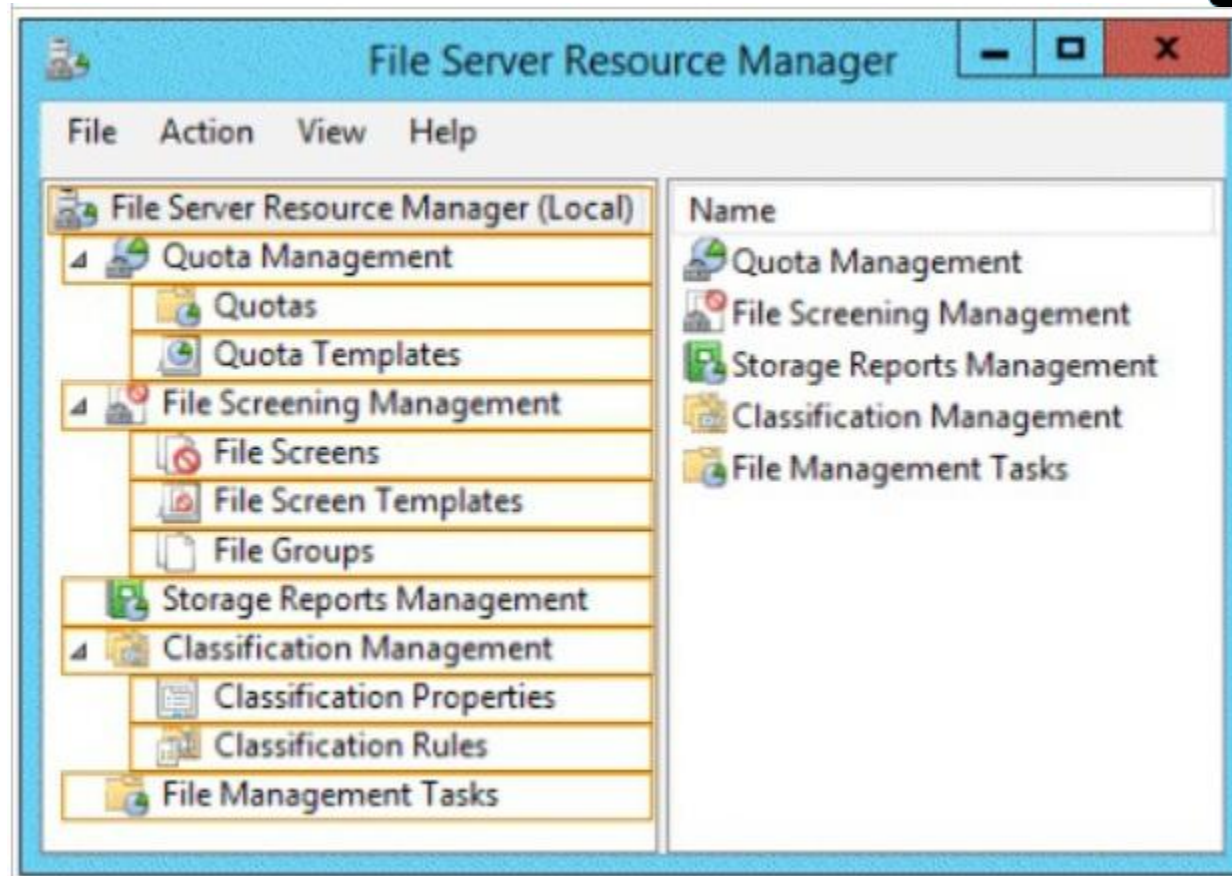 File Server Resource Manager
File Action View Help
File Server Resource Manager (Local)
Quota Management
Quotas
Quota Templates
File Screening Management
File Screens
File Screen Templates
File Groups
Storage Reports Management
Classification Management
Classification Properties
Classification Rules
File Management Tasks
Name
Quota Management
File Screening Management
Storage Reports Management
Classification Management
File Management Tasks